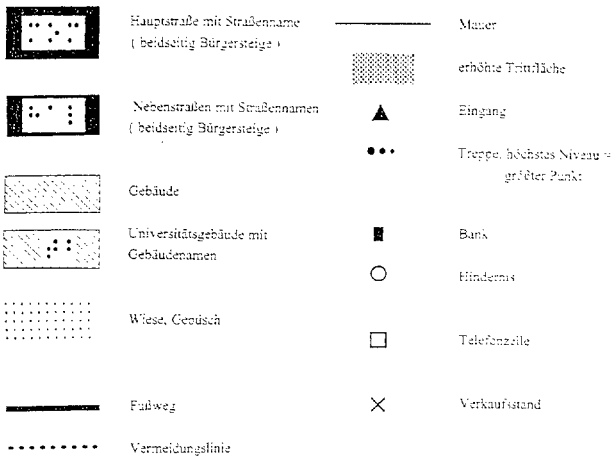 Hauptstraße mit Straßenname
( beidseitig Bürgersteige )
Nebenstraßen mit Straßennamen
( beidseitig Bürgersteige )
Gebäude
Universitätsgebäude mit
Gebäudenamen
Wiese, Gebüsch
Fußweg
Vermeidungslinie
Mauer
erhöhte Trittfläche
Eingang
Treppe, höchstes Niveau =
größter Punkt
Bank
Hindernis
Telefonzelle
Verkaufsstand